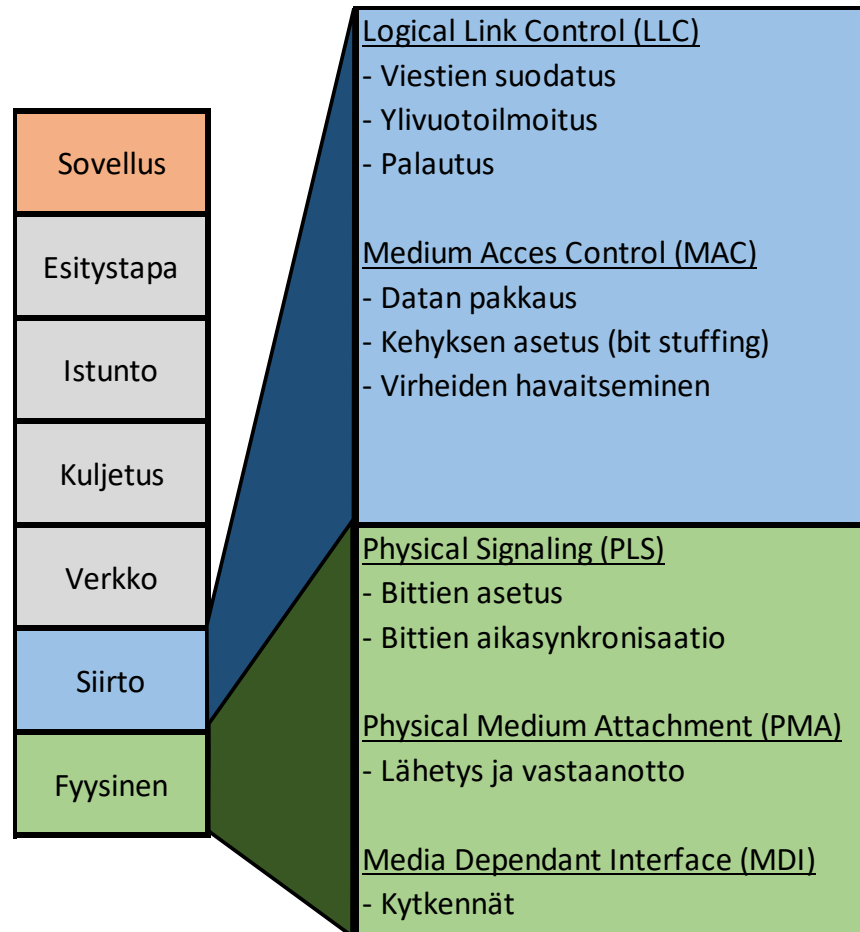 Sovellus
Esitystapa
Istunto
Kuljetus
Verkko
Siirto
Fyysinen
Logical Link Control (LLC)
- Viestien suodatus
- Ylivuotoilmoitus
- Palautus
Medium Acces Control (MAC)
- Datan pakkaus
- Kehyksen asetus (bit stuffing)
- Virheiden havaitseminen
Physical Signaling (PLS)
- Bittien asetus
- Bittien aikasynkronisaatio
Physical Medium Attachment (PMA)
- Lähetys ja vastaanotto
Media Dependant Interface (MDI)
- Kytkennät